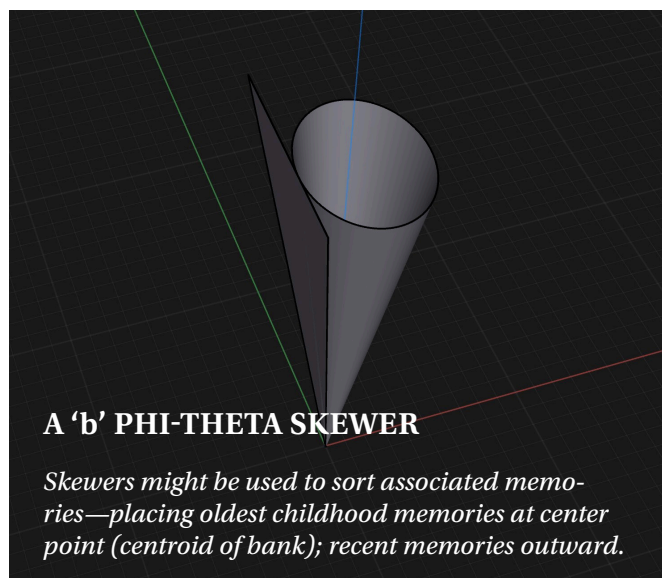 A ‘b’ PHI-THETA SKEWER
Skewers might be used to sort associated memo-
ries—placing oldest childhood memories at center
point (centroid of bank); recent memories outward.